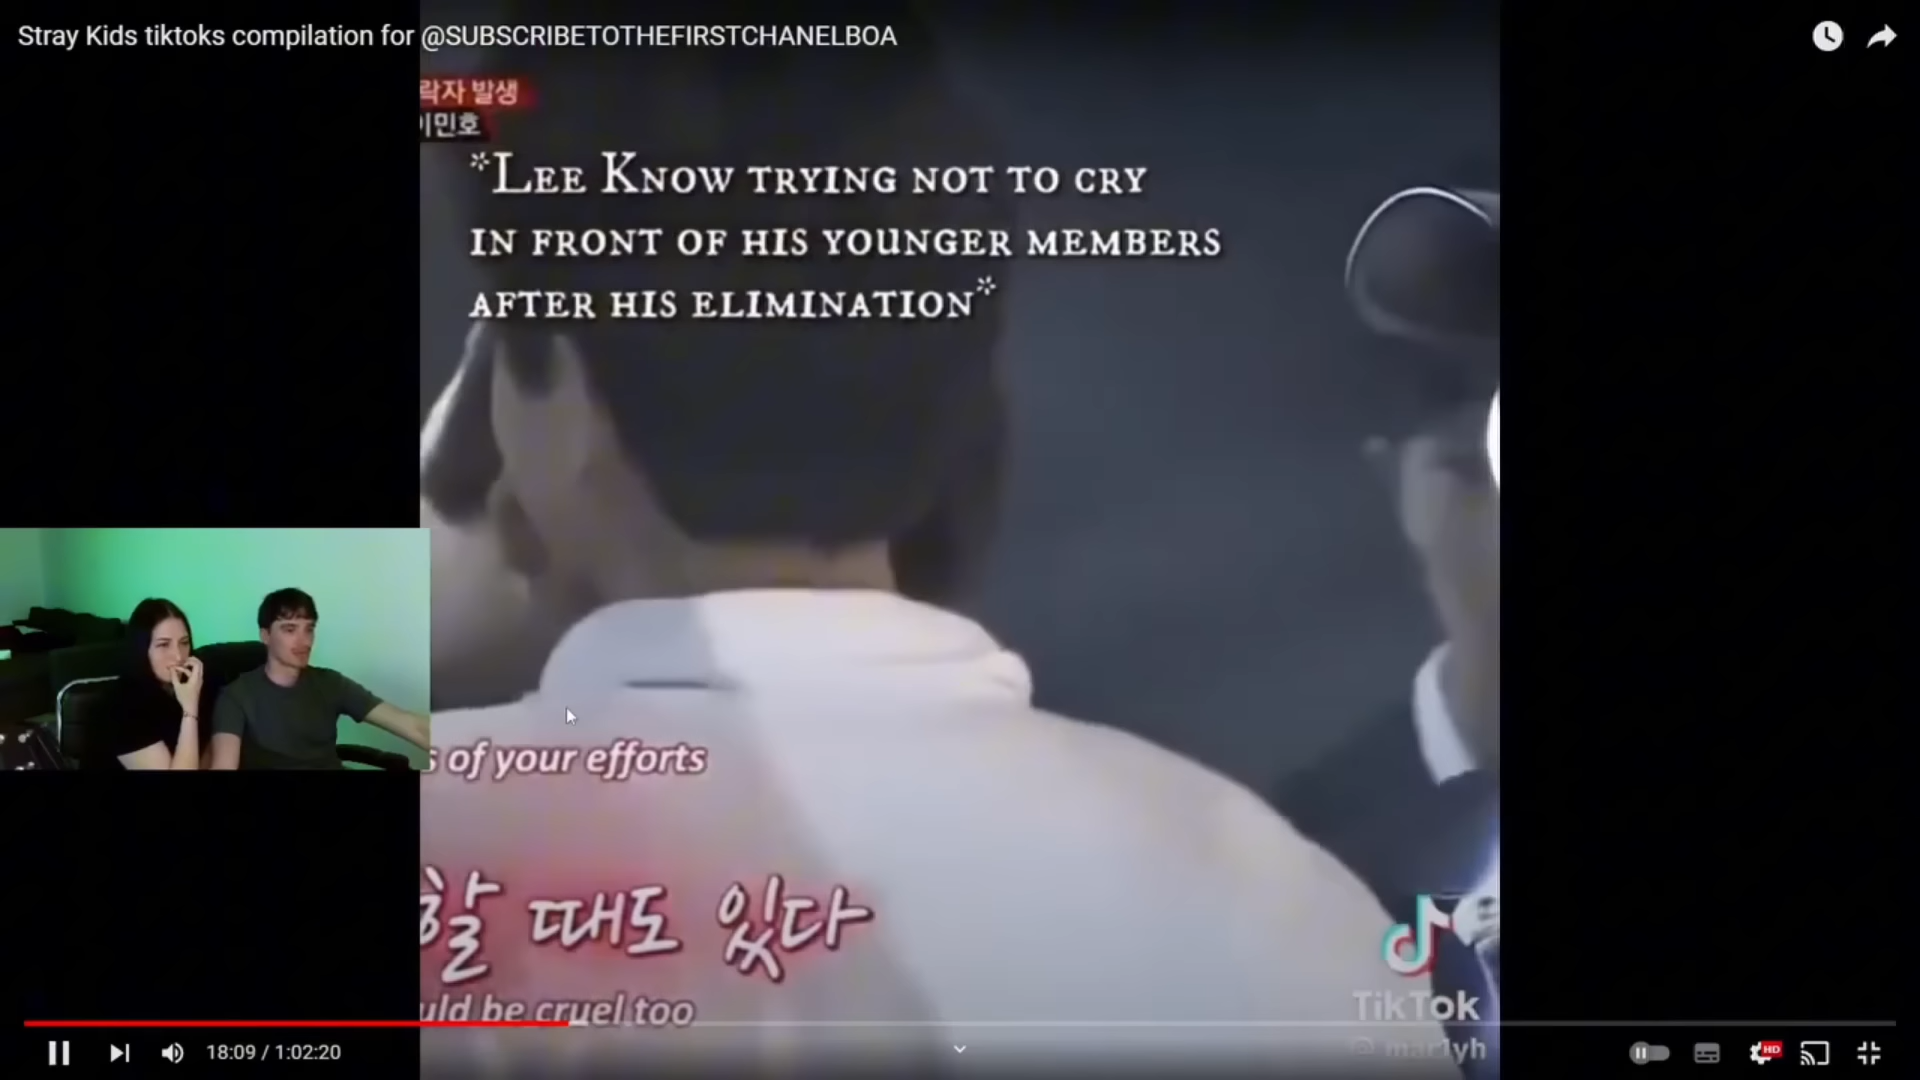 Stray Kids tiktoks compilation for @SUBSCRIBETOTHEFIRSTCHANELBOA
락자 발생
이민호
*LEE KNOW TRYING NOT TO CRY
IN FRONT OF HIS YOUNGER MEMBERS
AFTER HIS ELIMINATION*
s of your efforts
할 때도 있다
uld be cruel too
TikTok
@mar1yh
18:09 / 1:02:20
HD